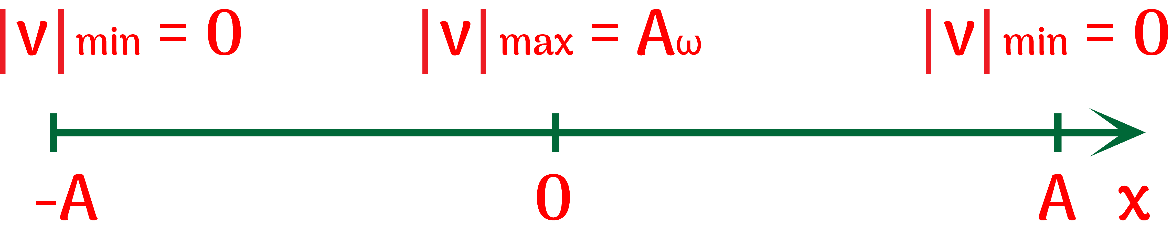 |v| min = 0 |v| max = Aω |v| min = 0
-A 0 A x